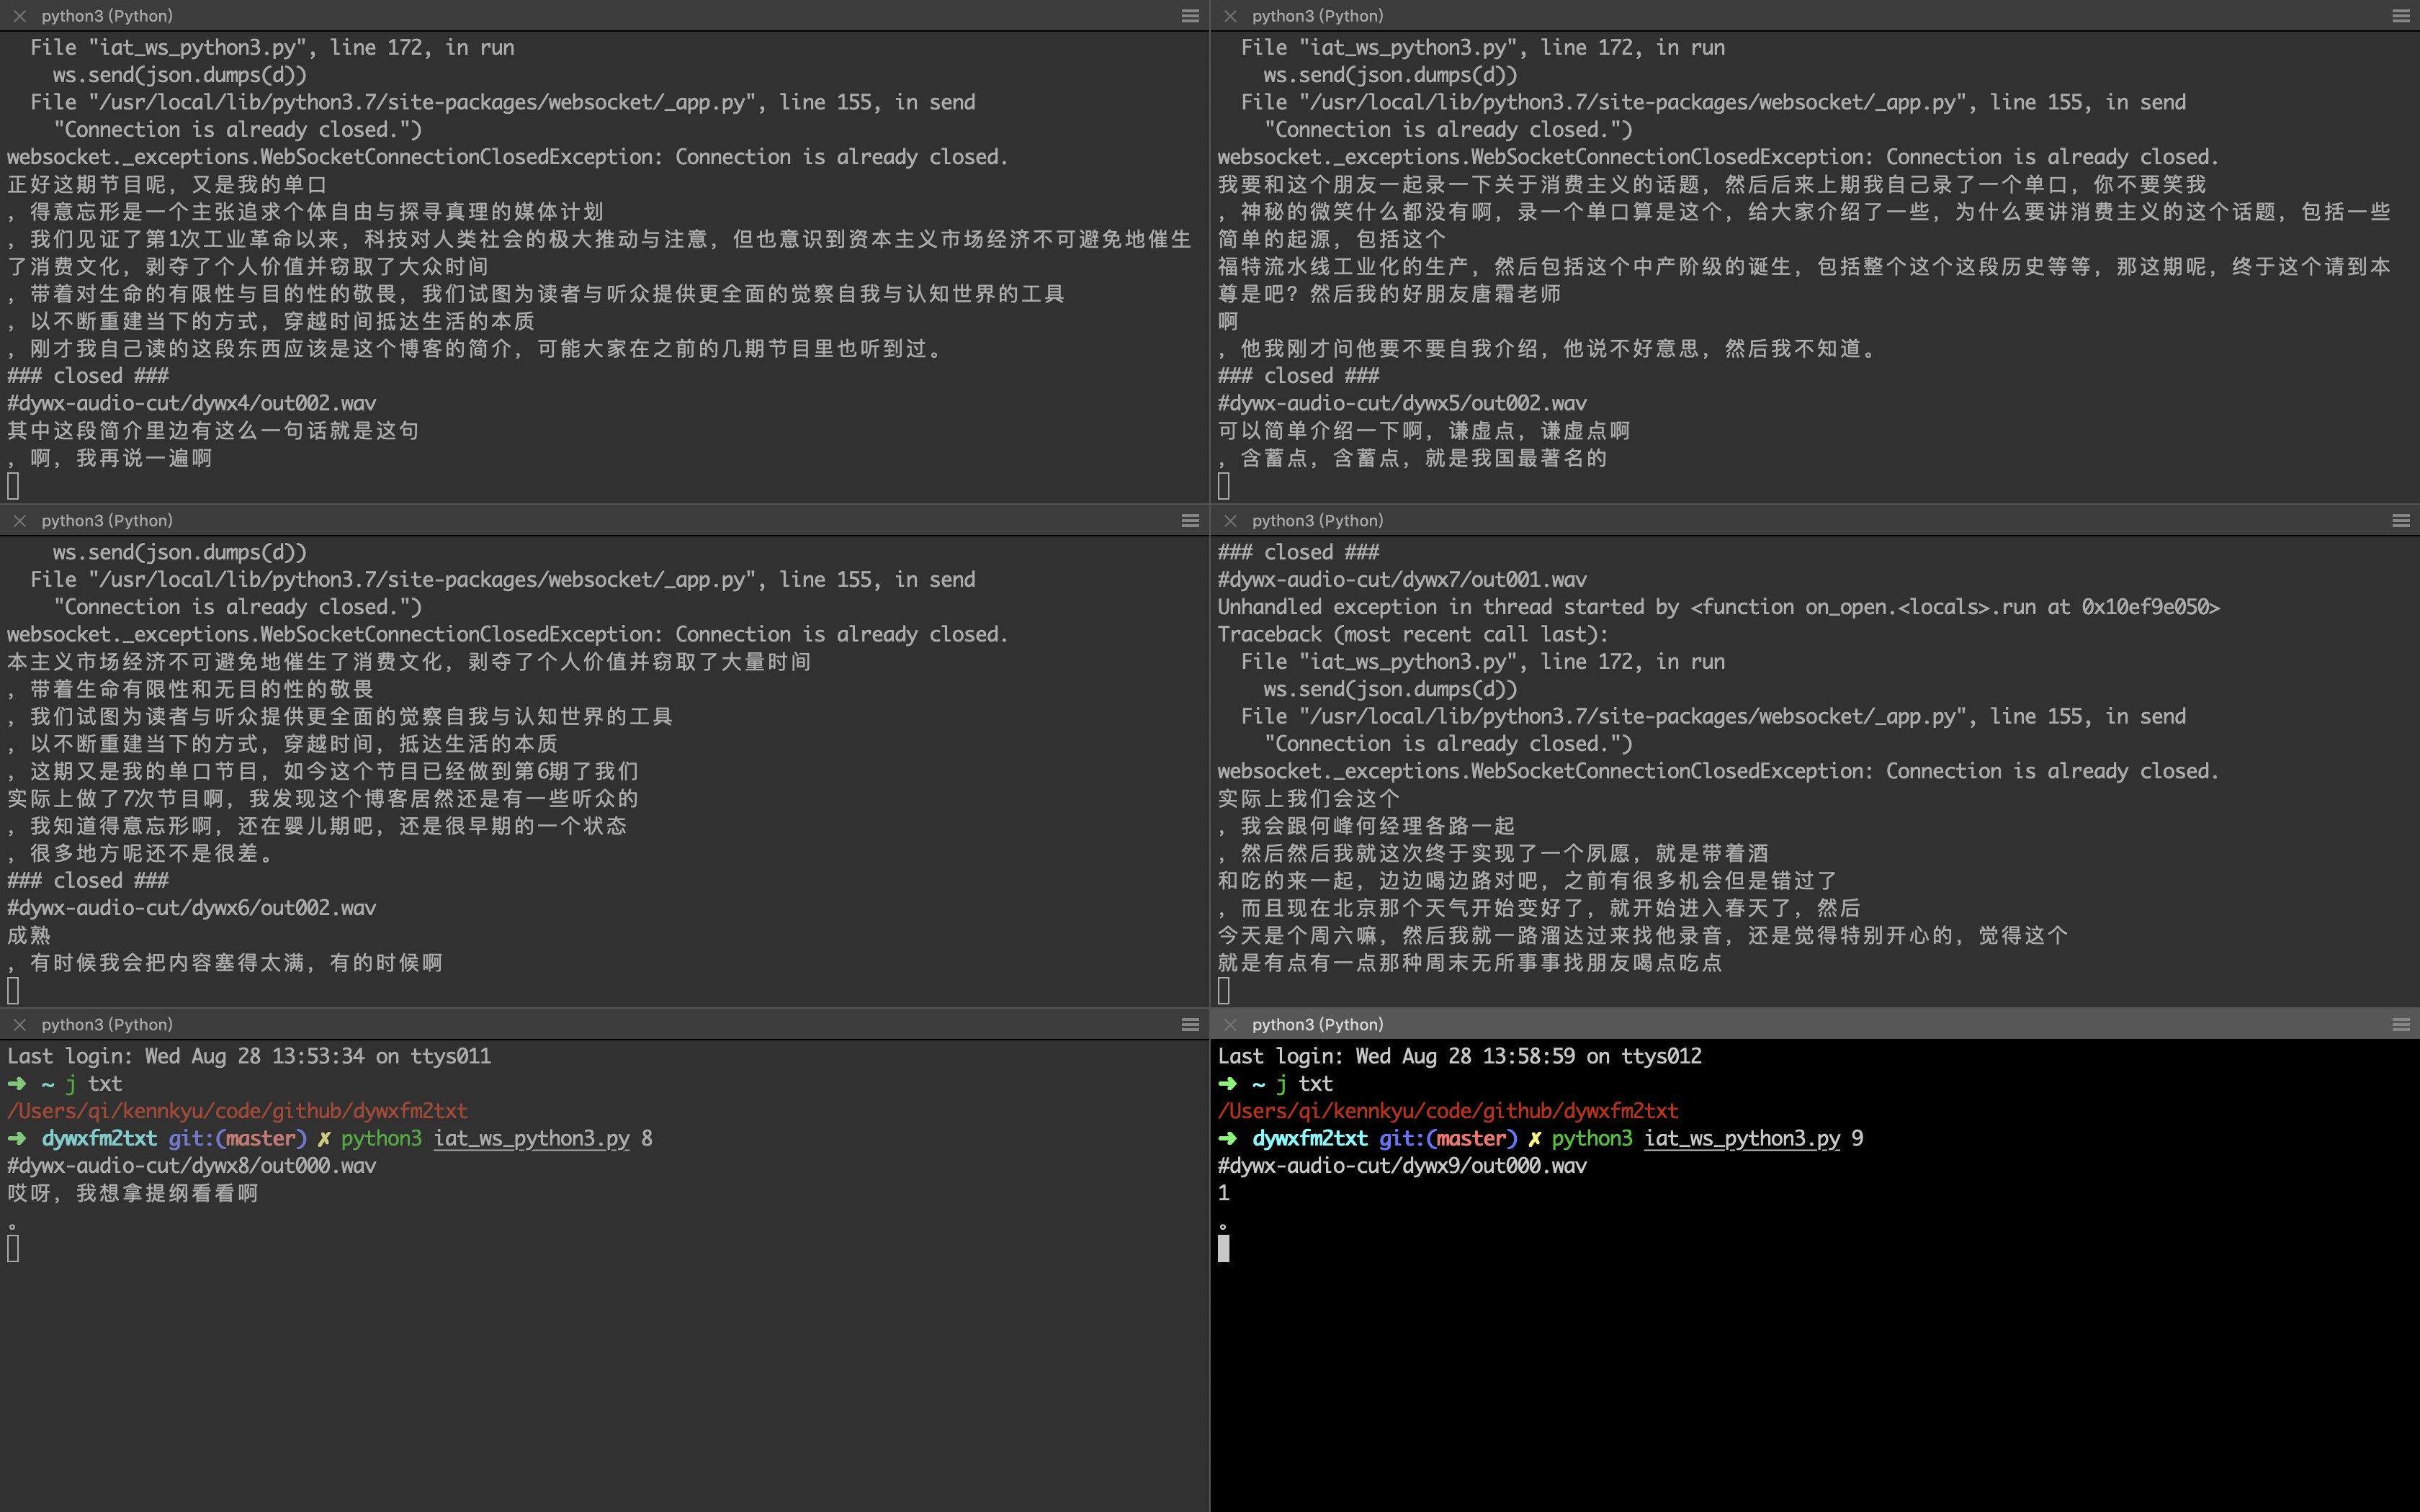 python3 (Python)
File "iat_ws_python3.py", line 172, in run
ws.send(json.dumps(d))
File "/usr/local/lib/python3.7/site-packages/websocket/_app.py", line 155, in send
"Connection is already closed.")
websocket._exceptions.WebSocketConnectionClosedException: Connection is already closed.
正好这期节目呢，又是我的单口
，得意忘形是一个主张追求个体自由与探寻真理的媒体计划
，我们见证了第1次工业革命以来，科技对人类社会的极大推动与注意，但也意识到资本主义市场经济不可避免地催生
了消费文化，剥夺了个人价值并窃取了大众时间
，带着对生命的有限性与目的性的敬畏，我们试图为读者与听众提供更全面的觉察自我与认知世界的工具
，以不断重建当下的方式，穿越时间抵达生活的本质
，刚才我自己读的这段东西应该是这个博客的简介，可能大家在之前的几期节目里也听到过。
### closed ###
#dywx-audio-cut/dywx4/out002.wav
其中这段简介里边有这么一句话就是这句
，啊，我再说一遍啊
python3 (Python)
File "iat_ws_python3.py", line 172, in run
ws.send(json.dumps(d))
File "/usr/local/lib/python3.7/site-packages/websocket/_app.py", line 155, in send
"Connection is already closed.")
websocket._exceptions.WebSocketConnectionClosedException: Connection is already closed.
我要和这个朋友一起录一下关于消费主义的话题，然后后来上期我自己录了一个单口，你不要笑我
，神秘的微笑什么都没有啊，录一个单口算是这个，给大家介绍了一些，为什么要讲消费主义的这个话题，包括一些
简单的起源，包括这个
福特流水线工业化的生产，然后包括这个中产阶级的诞生，包括整个这个这段历史等等，那这期呢，终于这个请到本
尊是吧？然后我的好朋友唐霜老师
啊
，他我刚才问他要不要自我介绍，他说不好意思，然后我不知道。
### closed ###
#dywx-audio-cut/dywx5/out002.wav
可以简单介绍一下啊，谦虚点，谦虚点啊
，含蓄点，含蓄点，就是我国最著名的
python3 (Python)
ws.send(json.dumps(d))
File "/usr/local/lib/python3.7/site-packages/websocket/_app.py", line 155, in send
"Connection is already closed.")
websocket._exceptions.WebSocketConnectionClosedException: Connection is already closed.
本主义市场经济不可避免地催生了消费文化，剥夺了个人价值并窃取了大量时间
，带着生命有限性和无目的性的敬畏
，我们试图为读者与听众提供更全面的觉察自我与认知世界的工具
，以不断重建当下的方式，穿越时间，抵达生活的本质
，这期又是我的单口节目，如今这个节目已经做到第6期了我们
实际上做了7次节目啊，我发现这个博客居然还是有一些听众的
，我知道得意忘形啊，还在婴儿期吧，还是很早期的一个状态
，很多地方呢还不是很差。
### closed ###
#dywx-audio-cut/dywx6/out002.wav
成熟
，有时候我会把内容塞得太满，有的时候啊
python3 (Python)
### closed ###
#dywx-audio-cut/dywx7/out001.wav
Unhandled exception in thread started by <function on_open.<locals>.run at 0x10ef9e050>
Traceback (most recent call last):
File "iat_ws_python3.py", line 172, in run
ws.send(json.dumps(d))
File "/usr/local/lib/python3.7/site-packages/websocket/_app.py", line 155, in send
"Connection is already closed.")
websocket._exceptions.WebSocketConnectionClosedException: Connection is already closed.
实际上我们会这个
，我会跟何峰何经理各路一起
，然后然后我就这次终于实现了一个夙愿，就是带着酒
和吃的来一起，边边喝边路对吧，之前有很多机会但是错过了
，而且现在北京那个天气开始变好了，就开始进入春天了，然后
今天是个周六嘛，然后我就一路溜达过来找他录音，还是觉得特别开心的，觉得这个
就是有点有一点那种周末无所事事找朋友喝点吃点
python3 (Python)
Last login: Wed Aug 28 13:53:34 on ttys011
➜ ~ j txt
/Users/qi/kennkyu/code/github/dywxfm2txt
➜ dywxfm2txt git:(master) ✗ python3 iat_ws_python3.py 8
#dywx-audio-cut/dywx8/out000.wav
哎呀，我想拿提纲看看啊
。
python3 (Python)
Last login: Wed Aug 28 13:58:59 on ttys012
➜ ~ j txt
/Users/qi/kennkyu/code/github/dywxfm2txt
➜ dywxfm2txt git:(master) ✗ python3 iat_ws_python3.py 9
#dywx-audio-cut/dywx9/out000.wav
1
。